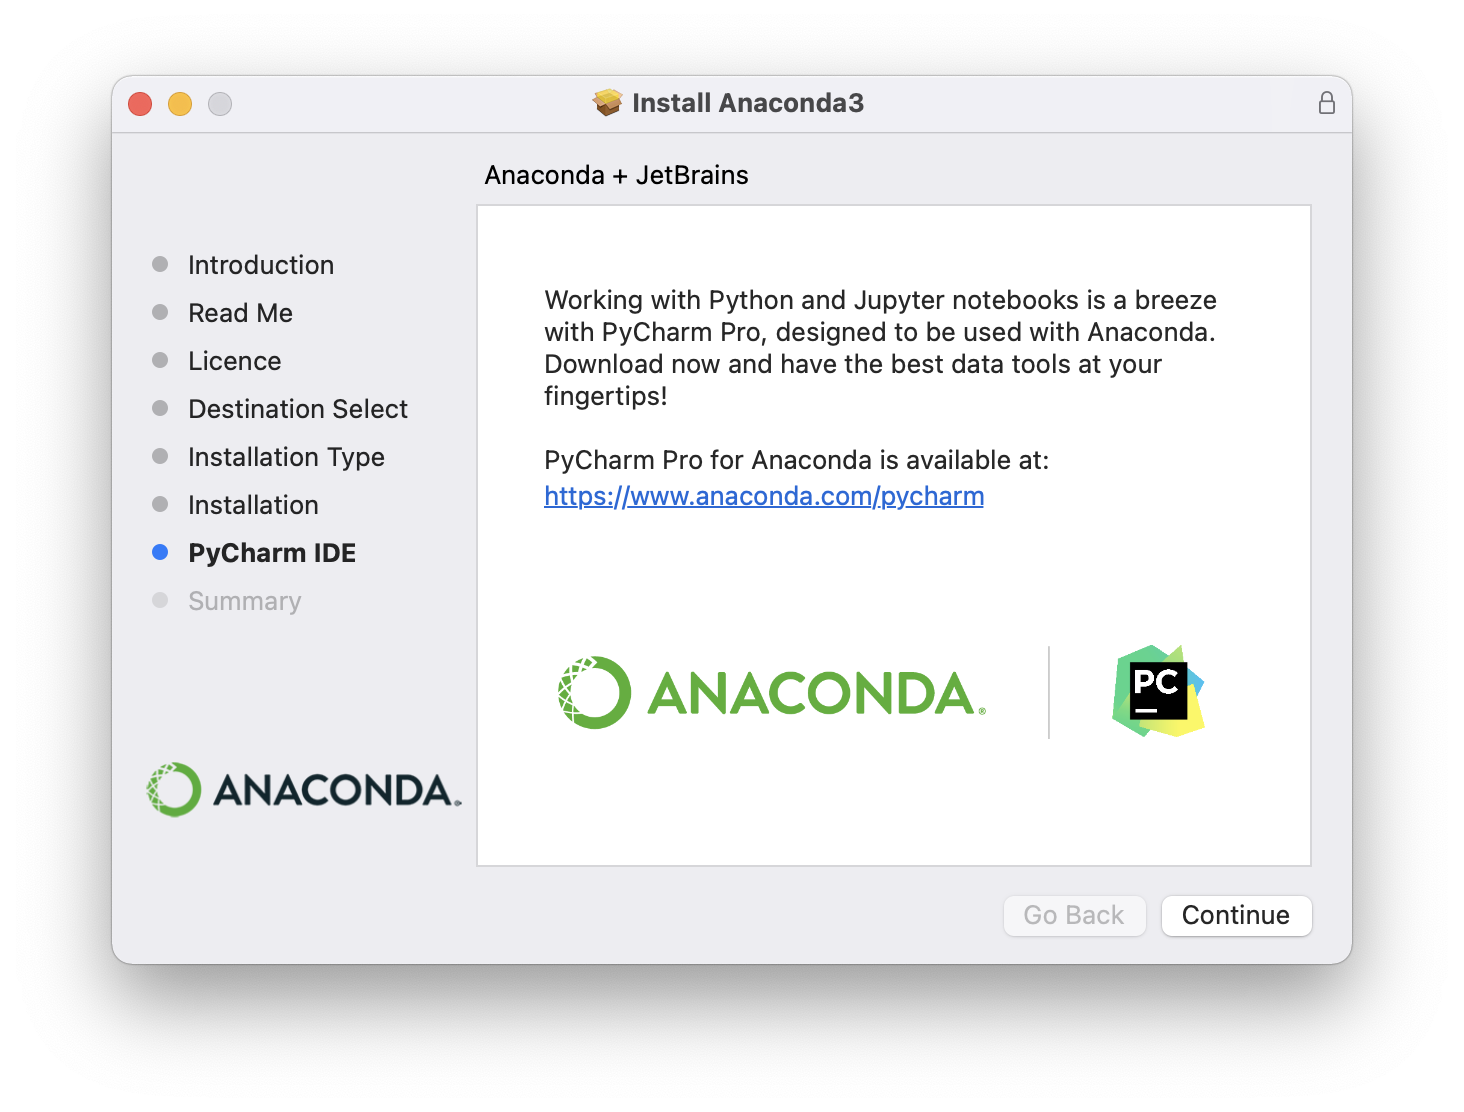 Install Anaconda3
Anaconda + JetBrains
Introduction
Read Me
Licence
Destination Select
Installation Type
Installation
PyCharm IDE
Summary
ANACONDA.
Working with Python and Jupyter notebooks is a breeze
with PyCharm Pro, designed to be used with Anaconda.
Download now and have the best data tools at your
fingertips!
PyCharm Pro for Anaconda is available at:
https://www.anaconda.com/pycharm
ANACONDA®
PC
Go Back
Continue